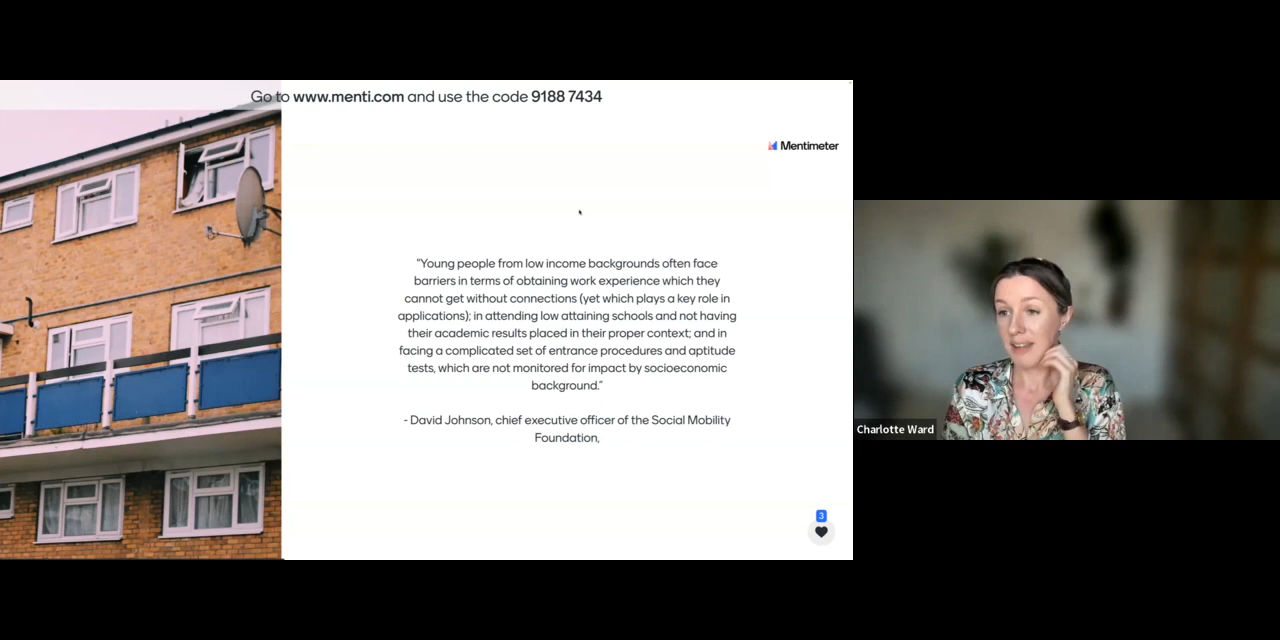 Go to www.menti.com and use the code 9188 7434
Mentimeter
"Young people from low income backgrounds often face
barriers in terms of obtaining work experience which they
cannot get without connections (yet which plays a key role in
applications); in attending low attaining schools and not having
their academic results placed in their proper context; and in
facing a complicated set of entrance procedures and aptitude
tests, which are not monitored for impact by socioeconomic
background."
- David Johnson, chief executive officer of the Social Mobility
Foundation,
3
Charlotte Ward